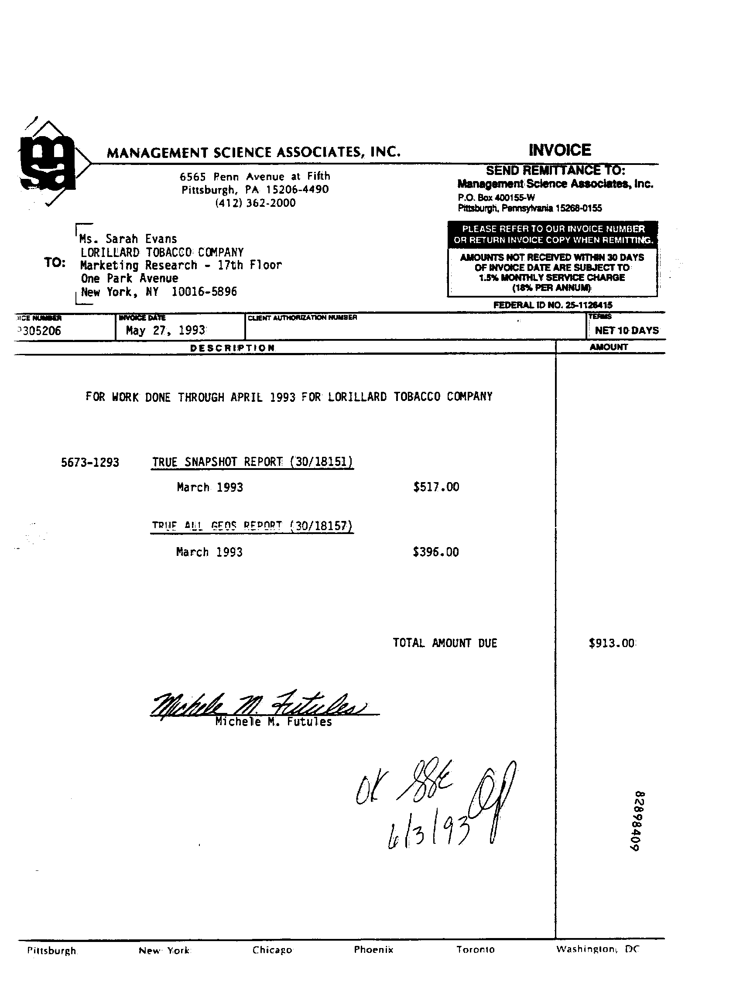 msa
MANAGEMENT SCIENCE ASSOCIATES, INC.
6565 Penn Avenue at Fifth
Pittsburgh, PA 15206-4490
(412) 362-2000
INVOICE
SEND REMITTANCE TO:
Management Science Associates, Inc.
P.O. Box 400155-W
Pittsburgh, Pennsylvania 15268-0155
PLEASE REFER TO OUR INVOICE NUMBER
OR RETURN INVOICE COPY WHEN REMITTING.
AMOUNTS NOT RECEIVED WITHIN 30 DAYS
OF INVOICE DATE ARE SUBJECT TO
1.5% MONTHLY SERVICE CHARGE
(18% PER ANNUM)
FEDERAL ID NO. 25-1126415
TO:
Ms. Sarah Evans
LORILLARD TOBACCO COMPANY
Marketing Research - 17th Floor
One Park Avenue
New York, NY 10016-5896
ICE NUMBER INVOICE DATE CLIENT AUTHORIZATION NUMBER TERMS
305206 May 27, 1993 NET 10 DAYS
DESCRIPTION AMOUNT
FOR WORK DONE THROUGH APRIL 1993 FOR LORILLARD TOBACCO COMPANY
5673-1293 TRUE SNAPSHOT REPORT (30/18151)
March 1993 $517.00
TRUE ALL GEOS REPORT (30/18157)
March 1993 $396.00
TOTAL AMOUNT DUE $913.00
Michele M. Futules
Michele M. Futules
OK SSE
6/3/93
82898409
Pittsburgh New York Chicago Phoenix Toronto Washington, DC